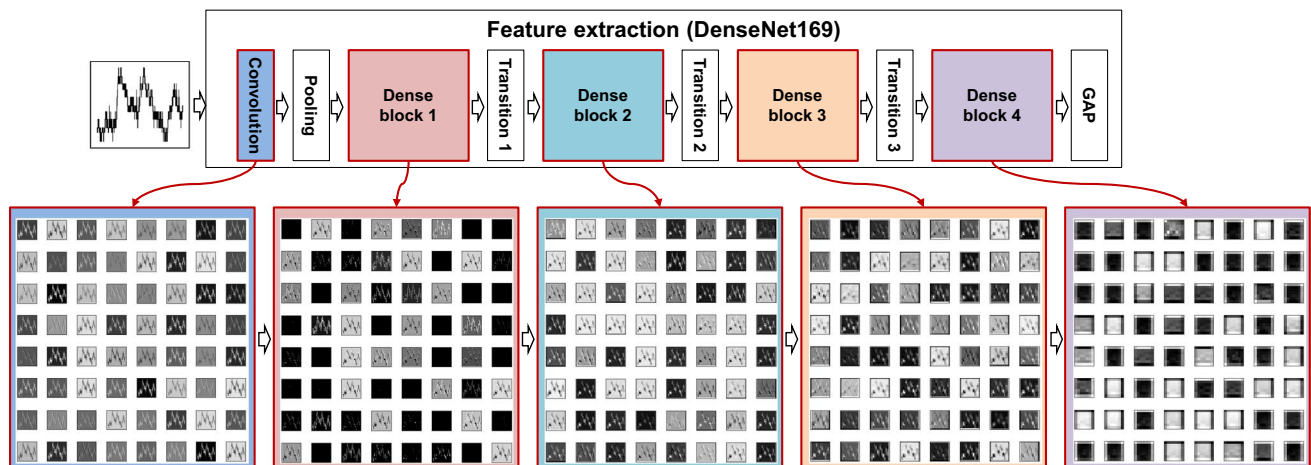 Feature extraction (DenseNet169)
Convolution
Pooling
Dense
block 1
Transition 1
Dense
block 2
Transition 2
Dense
block 3
Transition 3
Dense
block 4
GAP